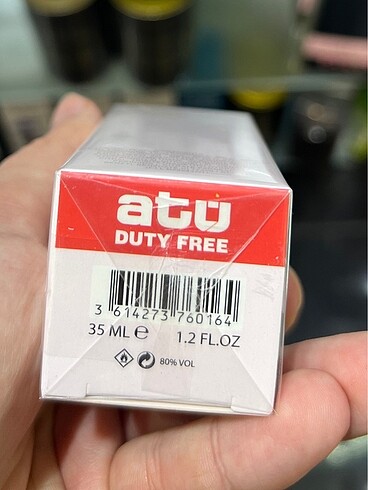 atü
DUTY FREE
3 614273 760164
35 ML ℮ 1.2 FL.OZ
80% VOL